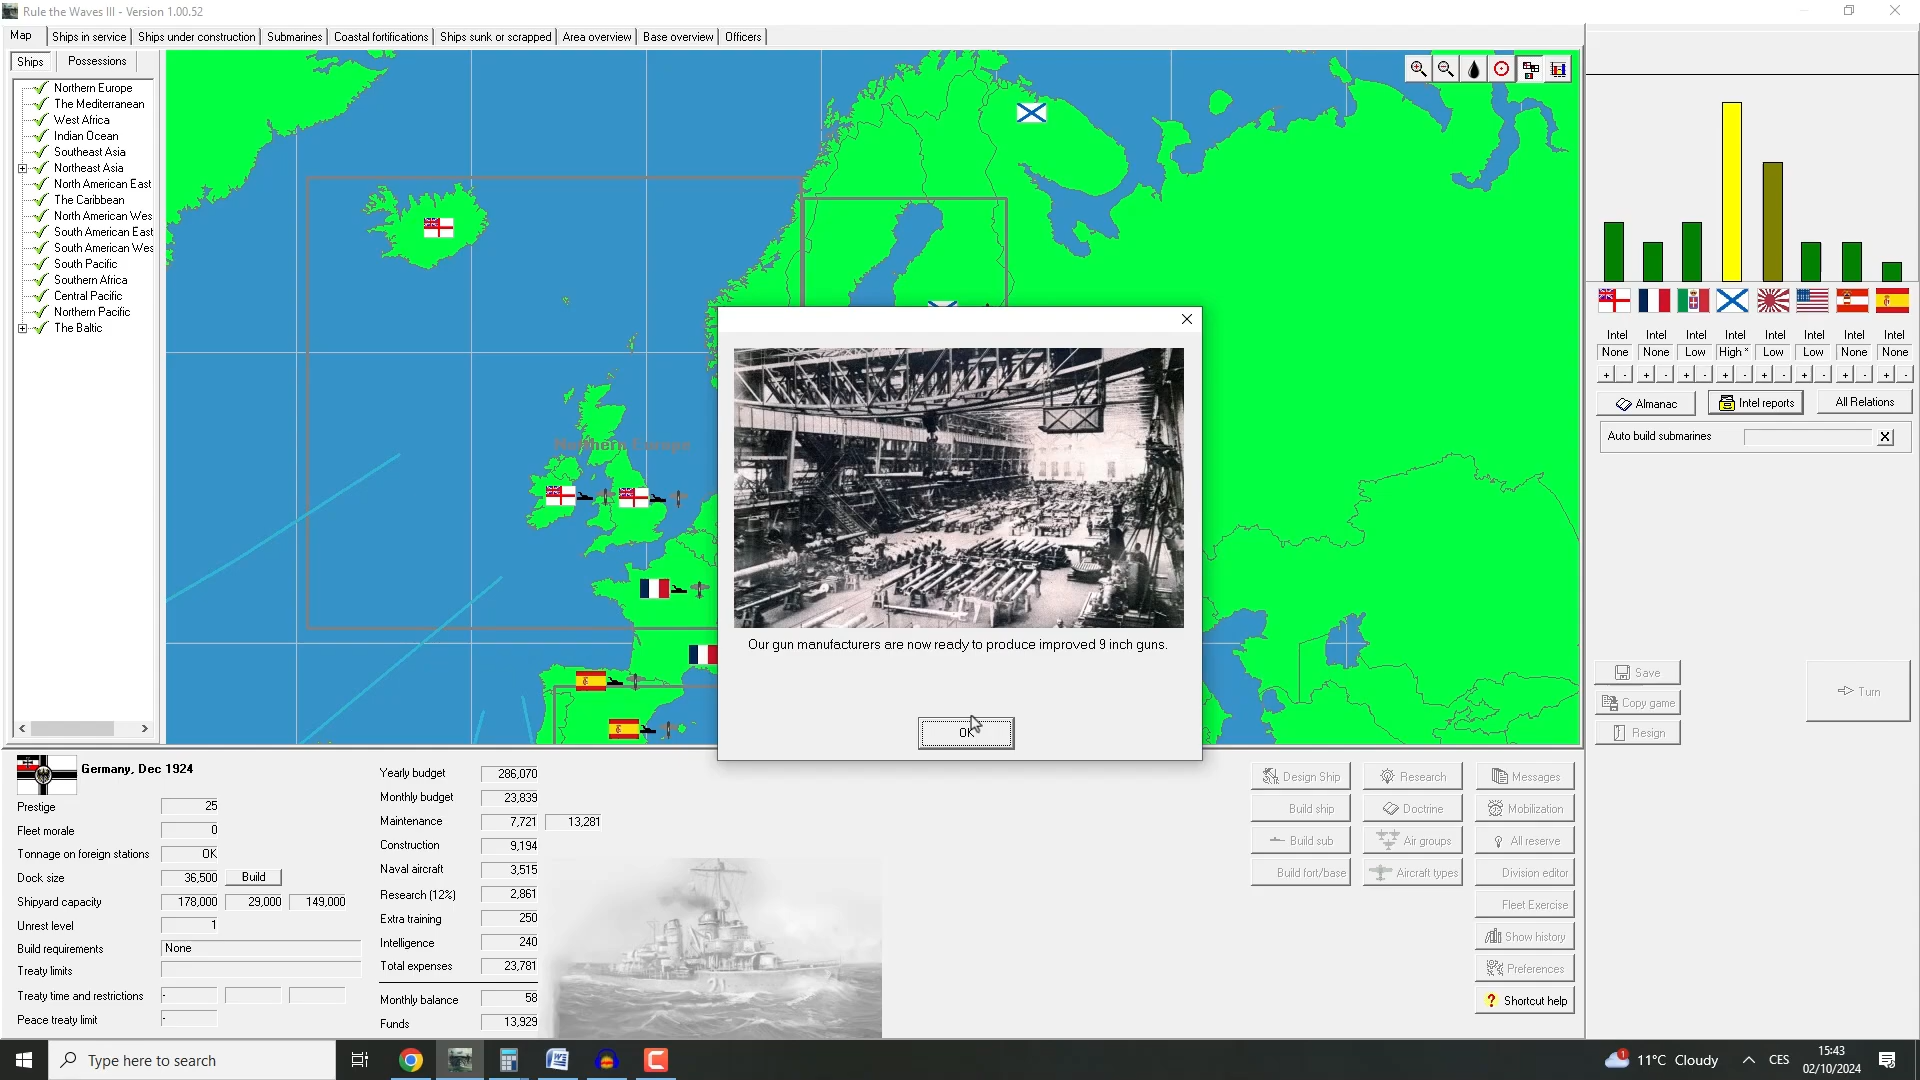 Rule the Waves III - Version 1.00.52
Map
Ships in service
Ships under construction
Submarines
Coastal fortifications
Ships sunk or scrapped
Area overview
Base overview
Officers
Ships
Possessions
Northern Europe
The Mediterranean
West Africa
Indian Ocean
Southeast Asia
Northeast Asia
North American East
The Caribbean
North American Wes
South American East
South American Wes
South Pacific
Southern Africa
Central Pacific
Northern Pacific
The Baltic
Northern Europe
Our gun manufacturers are now ready to produce improved 9 inch guns.
OK
Intel Intel Intel Intel Intel Intel Intel Intel
None None Low High * Low Low None None
+ - + - + - + - + - + - + - + -
Almanac
Intel reports
All Relations
Auto build submarines
X
Save
Copy game
Resign
Turn
Germany, Dec 1924
Prestige 25
Fleet morale 0
Tonnage on foreign stations OK
Dock size 36,500 Build
Shipyard capacity 178,000 29,000 149,000
Unrest level 1
Build requirements None
Treaty limits
Treaty time and restrictions -
Peace treaty limit -
Yearly budget 286,070
Monthly budget 23,839
Maintenance 7,721 13,281
Construction 9,194
Naval aircraft 3,515
Research (12%) 2,861
Extra training 250
Intelligence 240
Total expenses 23,781
Monthly balance 58
Funds 13,929
Design Ship Research Messages
Build ship Doctrine Mobilization
Build sub Air groups All reserve
Build fort/base Aircraft types Division editor
Fleet Exercise
Show history
Preferences
? Shortcut help
Type here to search
1
11°C Cloudy
CES
15:43
02/10/2024